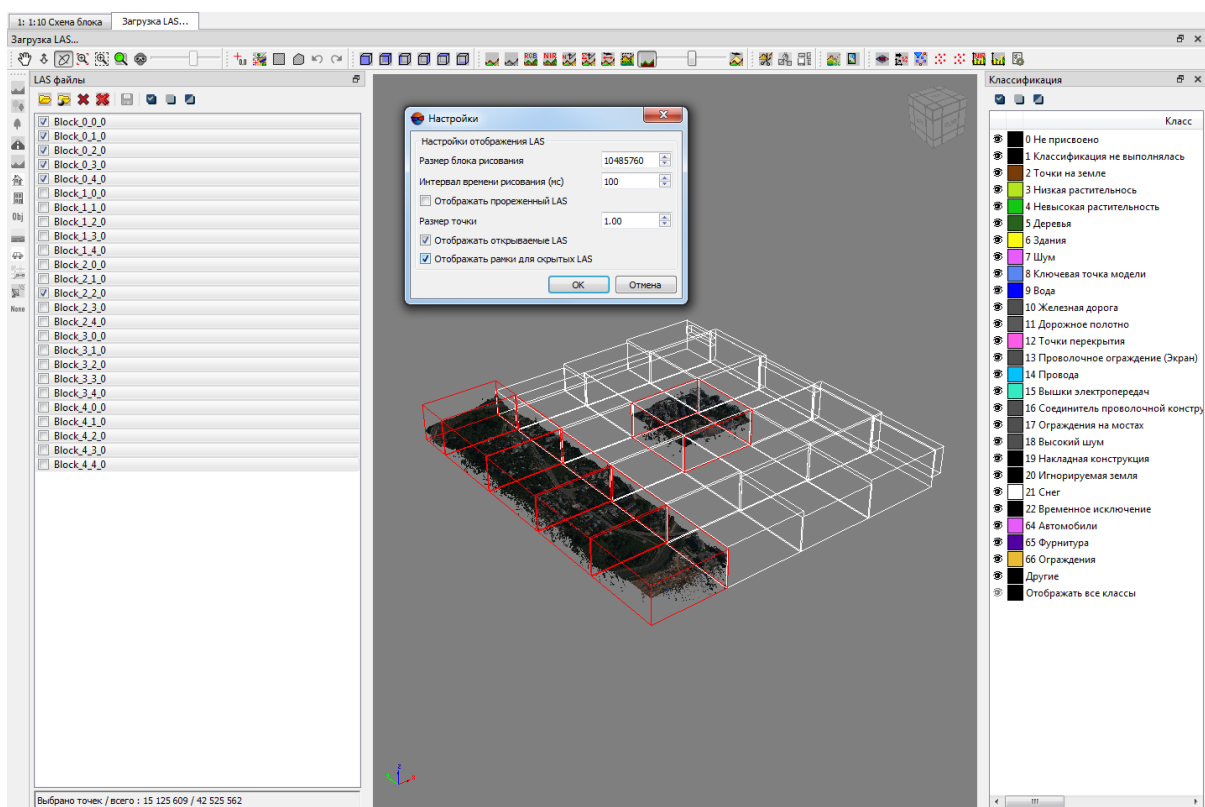 1: 1:10 Схема блока
Загрузка LAS...
Загрузка LAS...
LAS файлы
Block_0_0_0
Block_0_1_0
Block_0_2_0
Block_0_3_0
Block_0_4_0
Block_1_0_0
Block_1_1_0
Block_1_2_0
Block_1_3_0
Block_1_4_0
Block_2_0_0
Block_2_1_0
Block_2_2_0
Block_2_3_0
Block_2_4_0
Block_3_0_0
Block_3_1_0
Block_3_2_0
Block_3_3_0
Block_3_4_0
Block_4_0_0
Block_4_1_0
Block_4_2_0
Block_4_3_0
Block_4_4_0
Obj
None
Выбрано точек / всего : 15 125 609 / 42 525 562
Настройки
Настройки отображения LAS
Размер блока рисования 10485760
Интервал времени рисования (мс) 100
Отображать прореженный LAS
Размер точки 1.00
Отображать открываемые LAS
Отображать рамки для скрытых LAS
OK Отмена
Классификация
Класс
0 Не присвоено
1 Классификация не выполнялась
2 Точки на земле
3 Низкая растительнось
4 Невысокая растительность
5 Деревья
6 Здания
7 Шум
8 Ключевая точка модели
9 Вода
10 Железная дорога
11 Дорожное полотно
12 Точки перекрытия
13 Проволочное ограждение (Экран)
14 Провода
15 Вышки электропередач
16 Соединитель проволочной констру
17 Ограждения на мостах
18 Высокий шум
19 Накладная конструкция
20 Игнорируемая земля
21 Снег
22 Временное исключение
64 Автомобили
65 Фурнитура
66 Ограждения
Другие
Отображать все классы